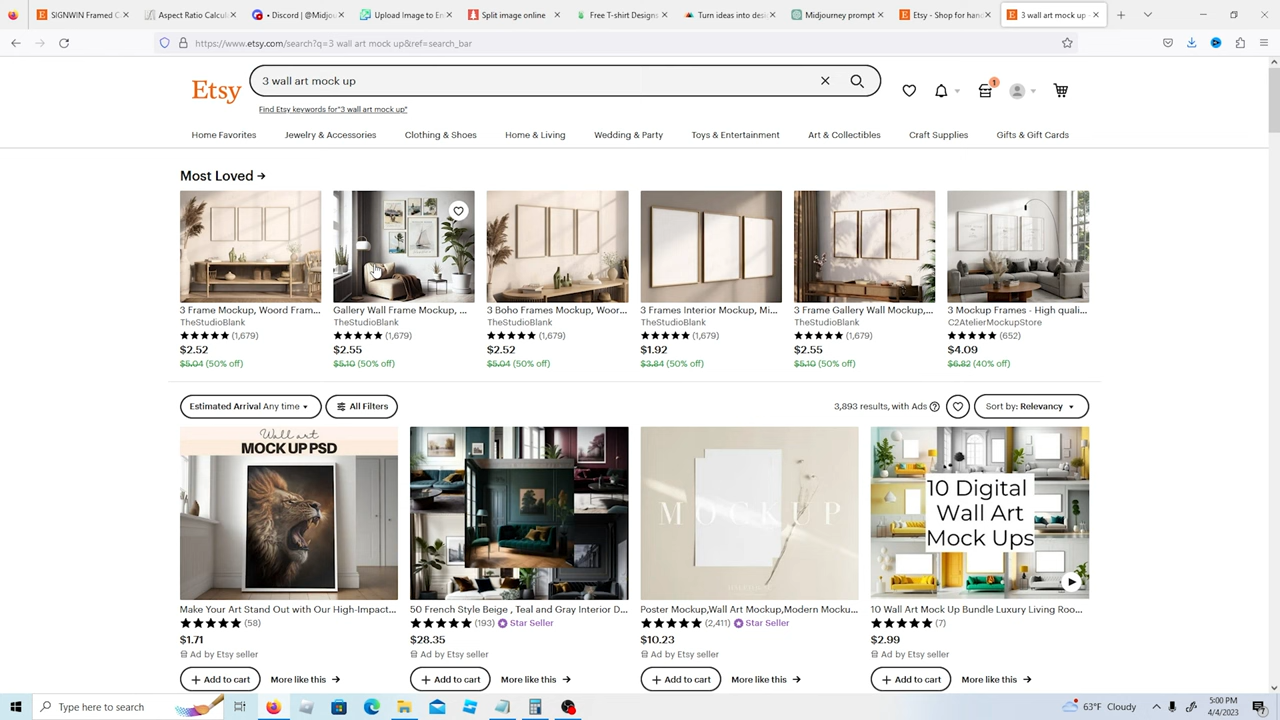 SIGNWIN Framed C
Aspect Ratio Calcul
Discord | @Midjou
Upload Image to En
Split image online
Free T-shirt Designs
Turn ideas into de
Midjourney prompt
Etsy - Shop for han
3 wall art mock up
https://www.etsy.com/search?q=3 wall art mock up&ref=search_bar
Etsy
3 wall art mock up
1
Find Etsy keywords for"3 wall art mock up"
Home Favorites
Jewelry & Accessories
Clothing & Shoes
Home & Living
Wedding & Party
Toys & Entertainment
Art & Collectibles
Craft Supplies
Gifts & Gift Cards
Most Loved →
3 Frame Mockup, Woord Fram...
TheStudioBlank
★★★★★ (1,679)
$2.52
$5.04 (50% off)
Gallery Wall Frame Mockup, ...
TheStudioBlank
★★★★★ (1,679)
$2.55
$5.10 (50% off)
3 Boho Frames Mockup, Woor...
TheStudioBlank
★★★★★ (1,679)
$2.52
$5.04 (50% off)
3 Frames Interior Mockup, Mi...
TheStudioBlank
★★★★★ (1,679)
$1.92
$3.84 (50% off)
3 Frame Gallery Wall Mockup,...
TheStudioBlank
★★★★★ (1,679)
$2.55
$5.10 (50% off)
3 Mockup Frames - High quali...
C2AtelierMockupStore
★★★★★ (652)
$4.09
$6.82 (40% off)
Estimated Arrival Any time
All Filters
3,893 results, with Ads
Sort by: Relevancy
Wall art
MOCK UP PSD
Make Your Art Stand Out with Our High-Impact...
★★★★★ (58)
$1.71
Ad by Etsy seller
+ Add to cart
More like this →
50 French Style Beige , Teal and Gray Interior D...
★★★★★ (193) Star Seller
$28.35
Ad by Etsy seller
+ Add to cart
More like this →
MOCKUP
Poster Mockup,Wall Art Mockup,Modern Mocku...
★★★★★ (2,411) Star Seller
$10.23
Ad by Etsy seller
+ Add to cart
More like this →
10 Digital
Wall Art
Mock Ups
10 Wall Art Mock Up Bundle Luxury Living Roo...
★★★★★ (7)
$2.99
Ad by Etsy seller
+ Add to cart
More like this →
Type here to search
63°F Cloudy
5:00 PM
4/4/2023